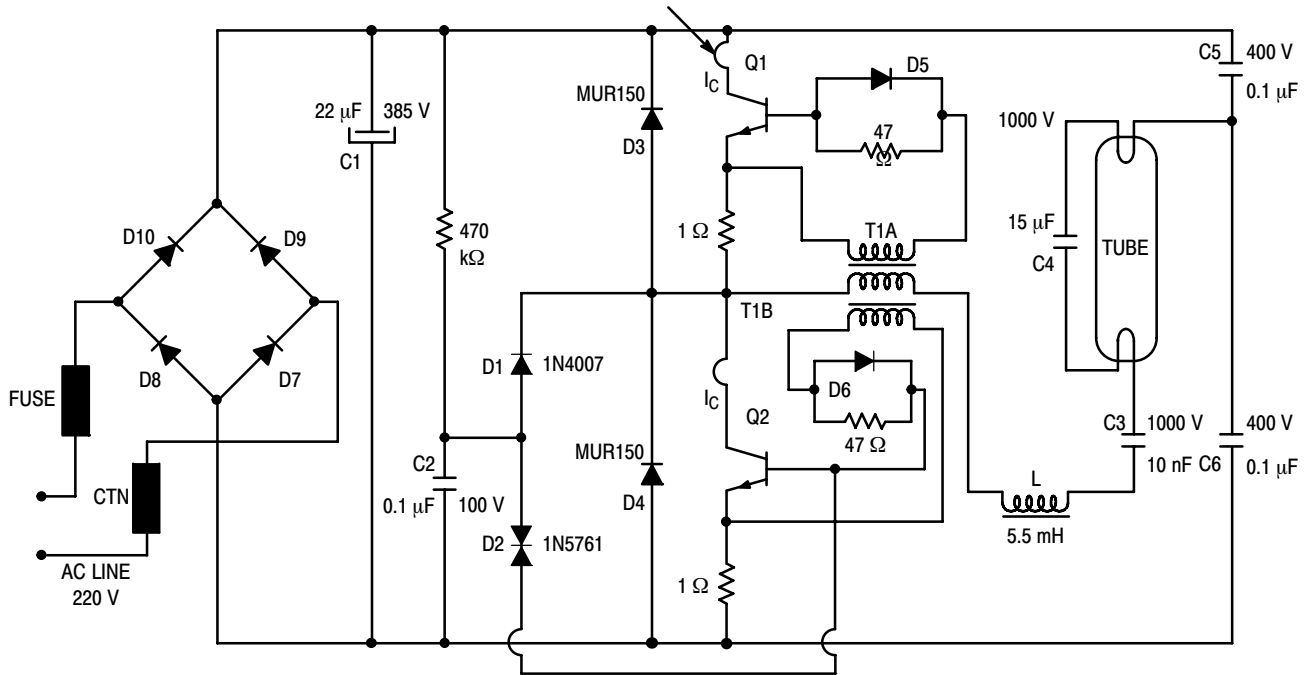 C5
400 V
0.1 µF
Q1
I_C
D5
MUR150
D3
22 µF
385 V
C1
47
Ω
1000 V
D10
D9
470
kΩ
1 Ω
T1A
15 µF
C4
TUBE
T1B
D8
D7
D1
1N4007
D6
FUSE
I_C
Q2
47 Ω
C3
1000 V
10 nF
C6
400 V
0.1 µF
MUR150
D4
C2
0.1 µF
100 V
CTN
L
5.5 mH
D2
1N5761
AC LINE
220 V
1 Ω